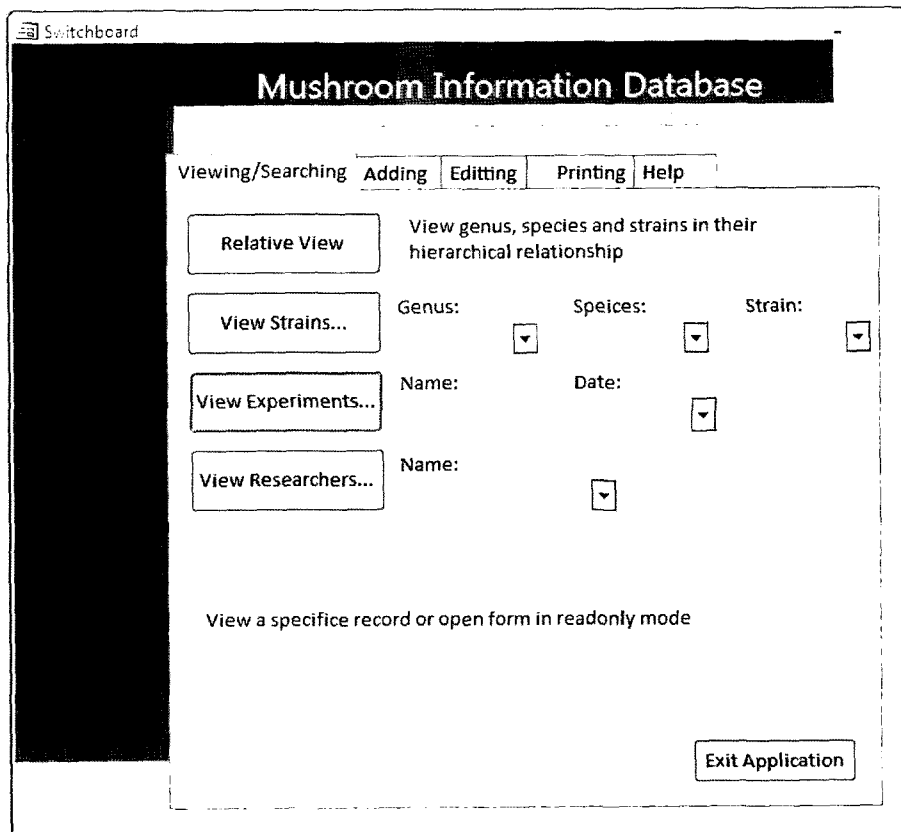 Switchboard
Mushroom Information Database
Viewing/Searching Adding Editting Printing Help
Relative View
View genus, species and strains in their
hierarchical relationship
View Strains...
Genus: Speices: Strain:
View Experiments...
Name: Date:
View Researchers...
Name:
View a specifice record or open form in readonly mode
Exit Application